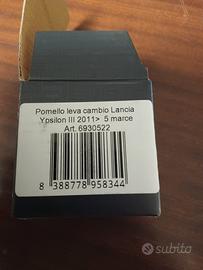 Pomello leva cambio Lancia
Ypsilon III 2011> 5 marce
Art. 6930522
8 388778 958344
subito